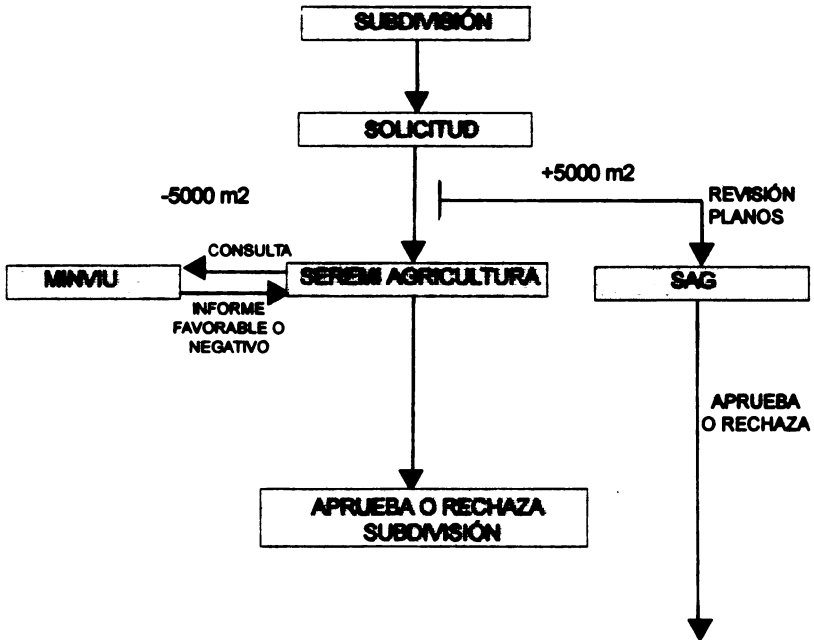 SUBDIVISIÓN
SOLICITUD
-5000 m2
+5000 m2
REVISIÓN
PLANOS
CONSULTA
MINVIU
SERIEMI AGRICULTURA
SAG
INFORME
FAVORABLE O
NEGATIVO
APRUEBA
O RECHAZA
APRUEBA O RECHAZA
SUBDIVISIÓN